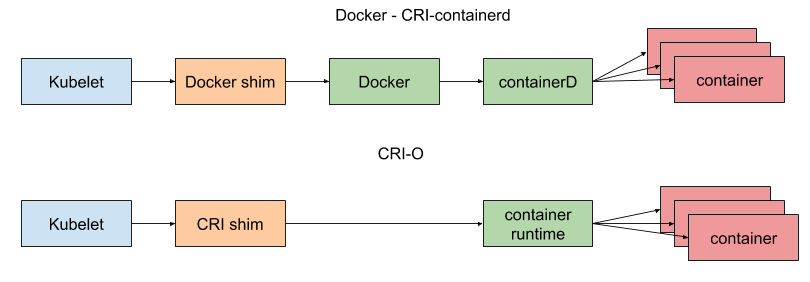 Docker - CRI-containerd
Kubelet
Docker shim
Docker
containerD
container
CRI-O
Kubelet
CRI shim
container
runtime
container